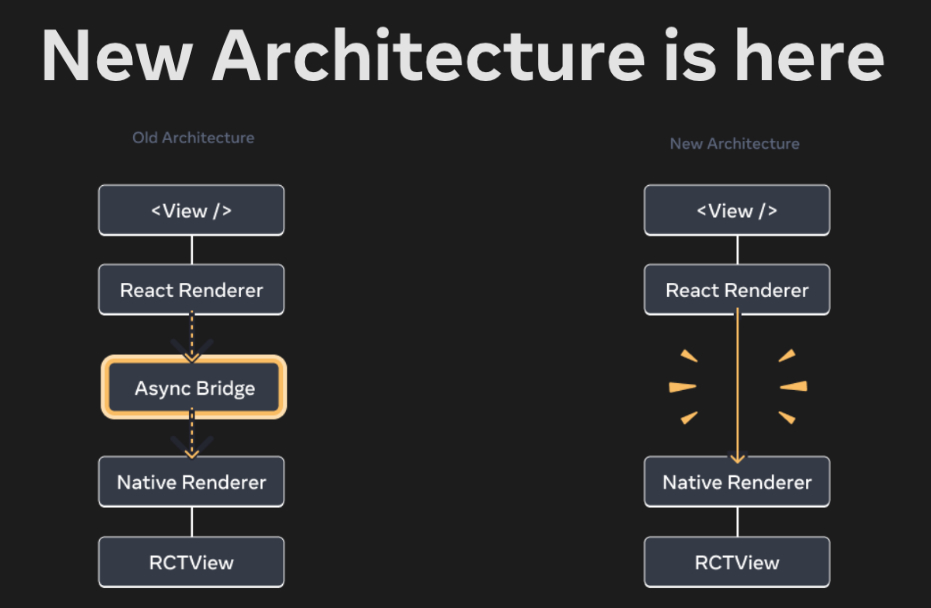 New Architecture is here
Old Architecture
<View />
React Renderer
Async Bridge
Native Renderer
RCTView
New Architecture
<View />
React Renderer
Native Renderer
RCTView